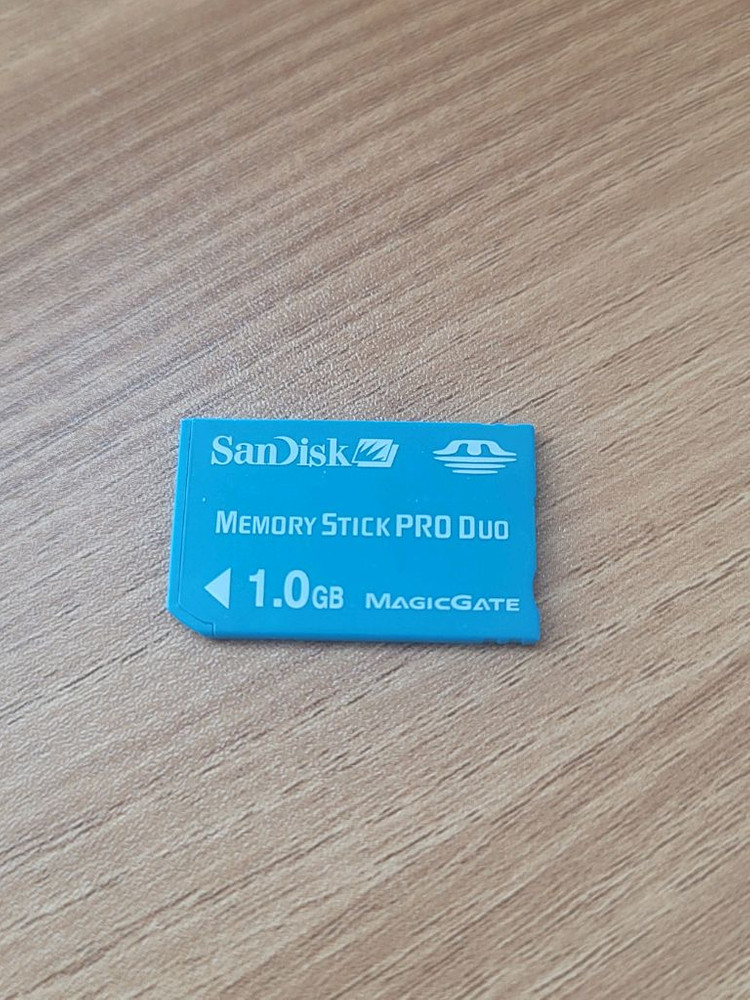 SanDisk
MEMORY STICK PRO DUO
1.0GB MAGICGATE